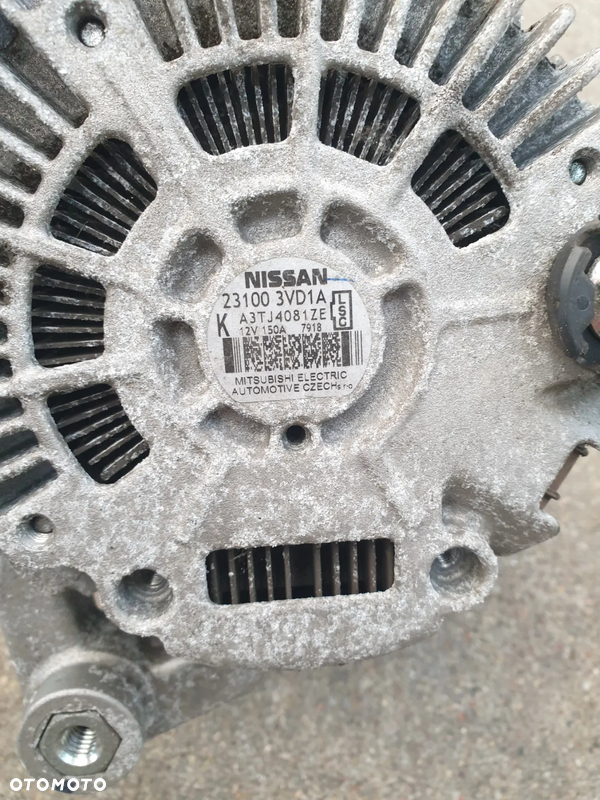 NISSAN
23100 3VD1A
K A3TJ4081ZE
LSC
12V 150A 7918
MITSUBISHI ELECTRIC
AUTOMOTIVE CZECH s.r.o
OTOMOTO